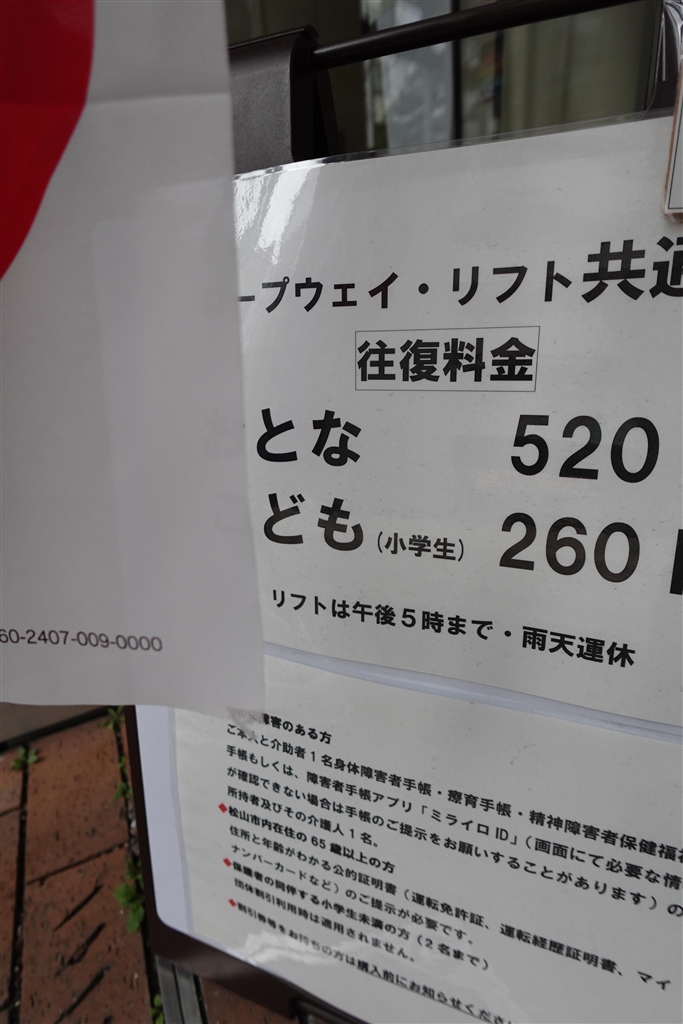 ープウェイ・リフト共通
往復料金
とな 520
ども (小学生) 260
リフトは午後5時まで・雨天運休
60-2407-009-0000
障害のある方
ご本人と介助者1名身体障害者手帳・療育手帳・精神障害者保健福祉
手帳もしくは、障害者手帳アプリ「ミライロID」(画面にて必要な情
が確認できない場合は手帳のご提示をお願いすることがあります)の
所持者及びその介護人1名。
◆松山市内在住の65歳以上の方
住所と年齢がわかる公的証明書(運転免許証、運転経歴証明書、マイ
ナンバーカードなど)のご提示が必要です。
◆保護者の同伴する小学生未満の方(2名まで)
団体割引利用時は適用されません。
◆割引券等をお持ちの方は購入前にお知らせくださ